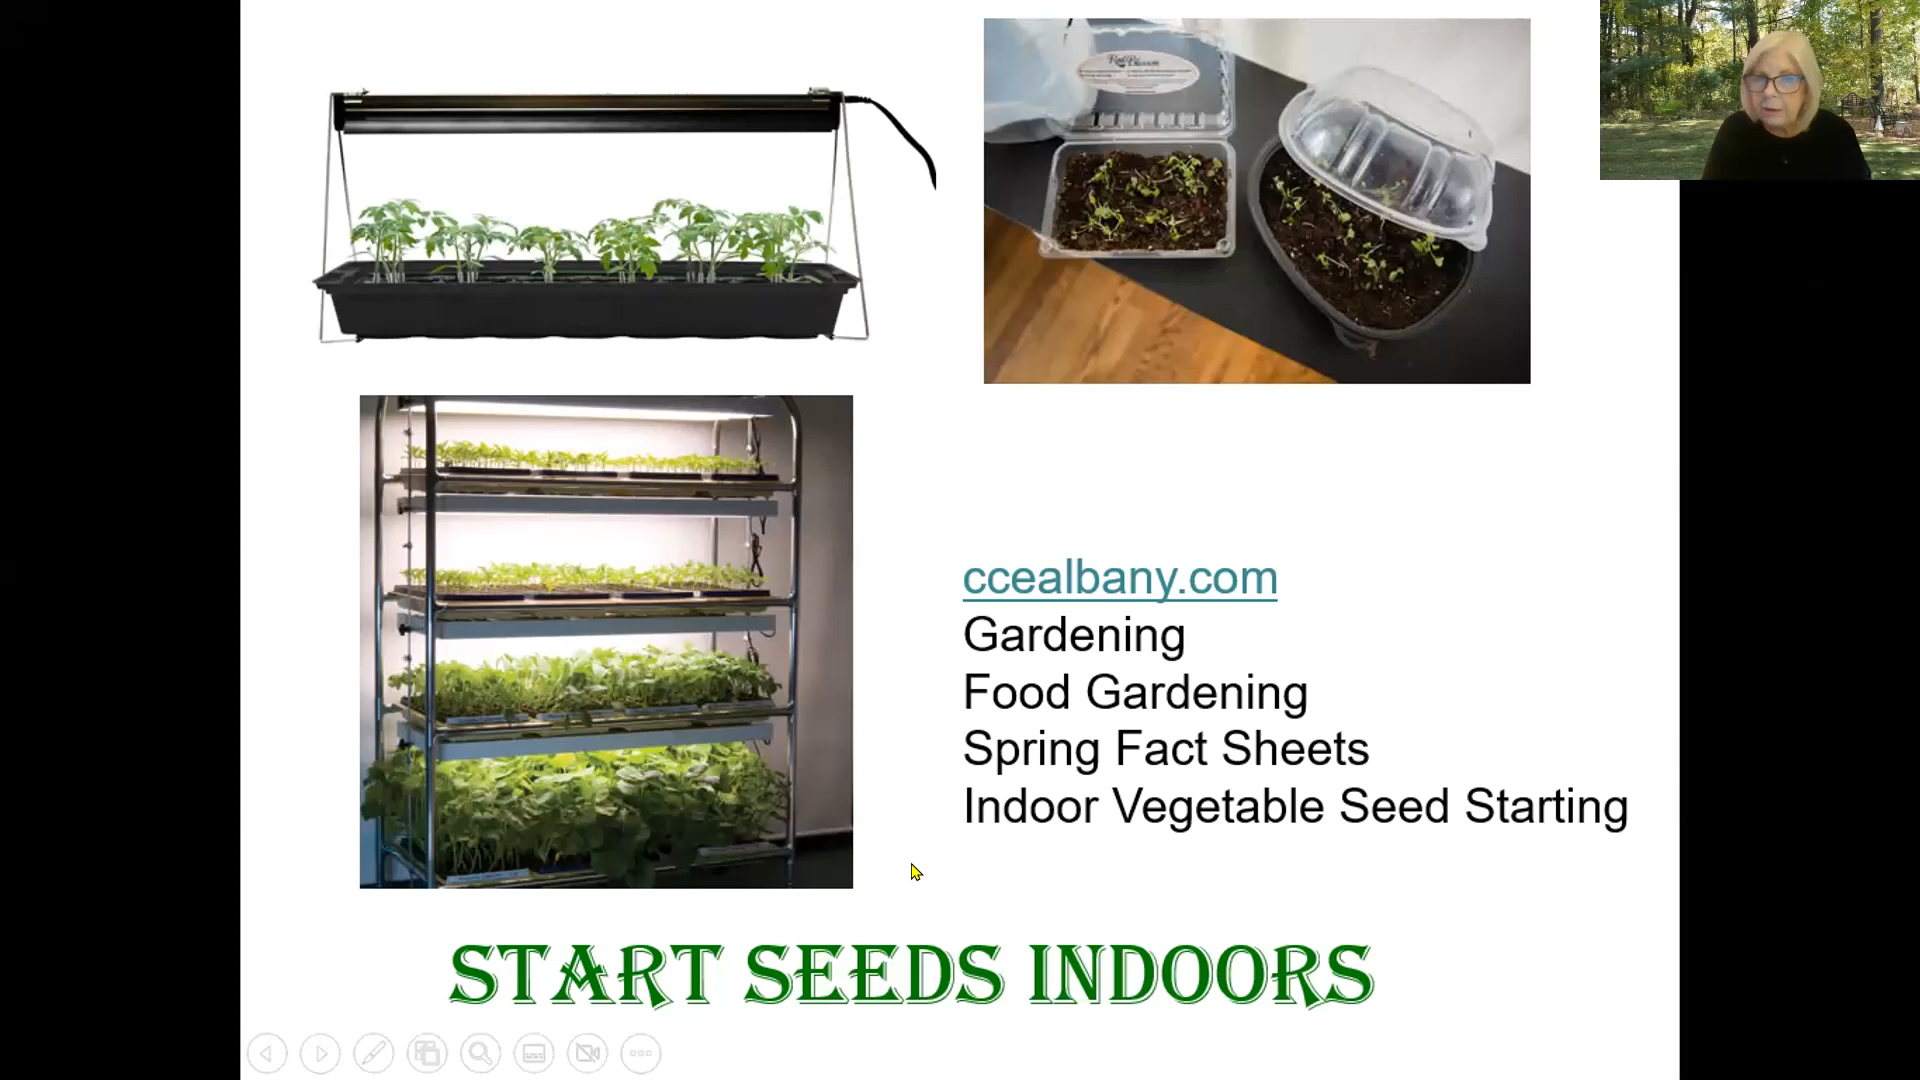 ccealbany.com
Gardening
Food Gardening
Spring Fact Sheets
Indoor Vegetable Seed Starting
START SEEDS INDOORS